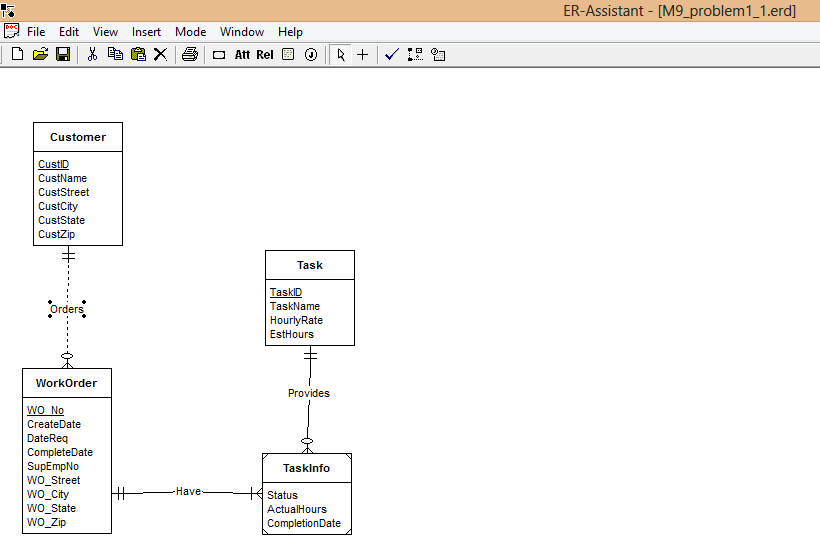 ER-Assistant - [M9_problem1_1.erd]
DOC File Edit View Insert Mode Window Help
Att Rel J
Customer
CustID
CustName
CustStreet
CustCity
CustState
CustZip
Orders
Task
TaskID
TaskName
HourlyRate
EstHours
Provides
WorkOrder
WO_No
CreateDate
DateReq
CompleteDate
SupEmpNo
WO_Street
WO_City
WO_State
WO_Zip
Have
TaskInfo
Status
ActualHours
CompletionDate